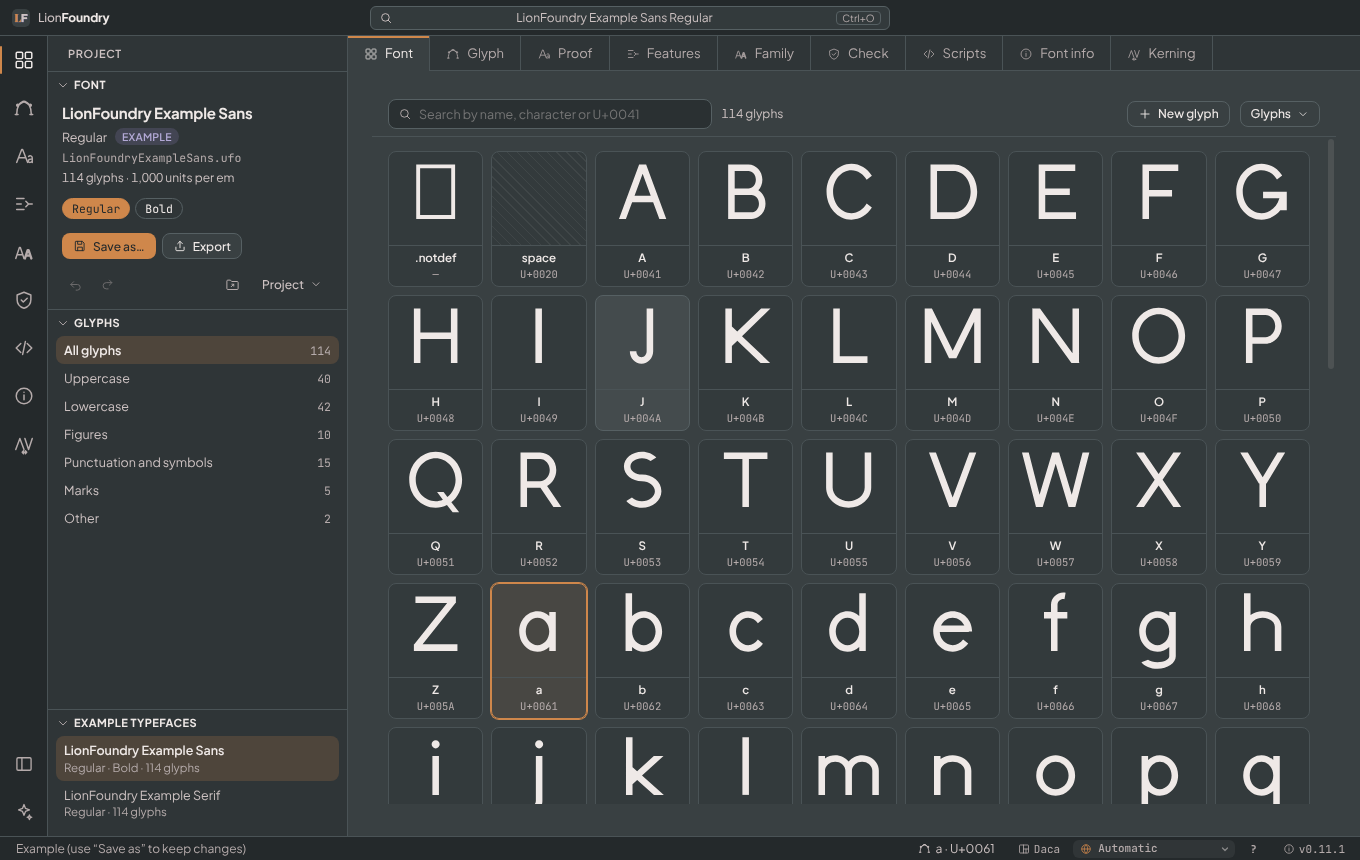 LF LionFoundry
LionFoundry Example Sans Regular Ctrl+O
PROJECT
Font Glyph Proof Features Family Check Scripts Font info Kerning
FONT
LionFoundry Example Sans
Regular EXAMPLE
LionFoundryExampleSans.ufo
114 glyphs · 1,000 units per em
Regular Bold
Save as… Export
Project
GLYPHS
All glyphs 114
Uppercase 40
Lowercase 42
Figures 10
Punctuation and symbols 15
Marks 5
Other 2
EXAMPLE TYPEFACES
LionFoundry Example Sans
Regular · Bold · 114 glyphs
LionFoundry Example Serif
Regular · 114 glyphs
Search by name, character or U+0041 114 glyphs New glyph Glyphs
A B C D E F G
.notdef space A B C D E F G
— U+0020 U+0041 U+0042 U+0043 U+0044 U+0045 U+0046 U+0047
H I J K L M N O P
H I J K L M N O P
U+0048 U+0049 U+004A U+004B U+004C U+004D U+004E U+004F U+0050
Q R S T U V W X Y
Q R S T U V W X Y
U+0051 U+0052 U+0053 U+0054 U+0055 U+0056 U+0057 U+0058 U+0059
Z a b c d e f g h
Z a b c d e f g h
U+005A U+0061 U+0062 U+0063 U+0064 U+0065 U+0066 U+0067 U+0068
i j k l m n o p q
Example (use “Save as” to keep changes) a · U+0061 Daca Automatic ? v0.11.1